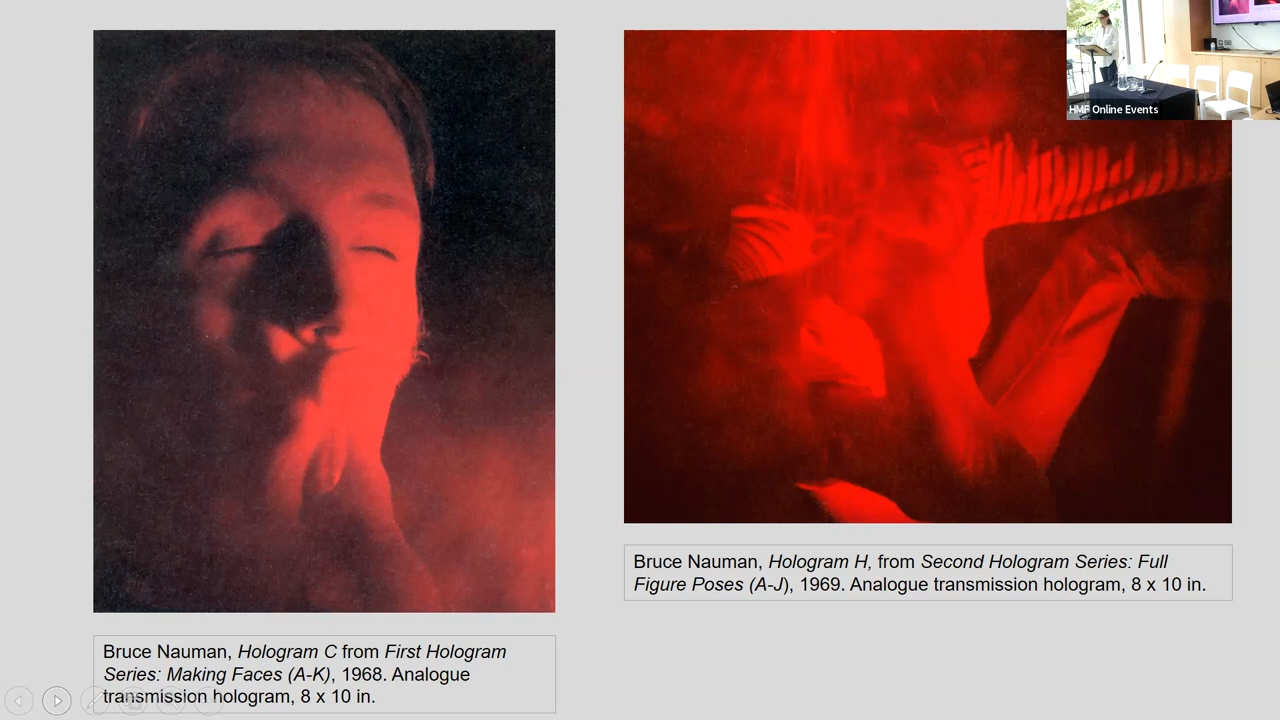 HMF Online Events
Bruce Nauman, Hologram H, from Second Hologram Series: Full
Figure Poses (A-J), 1969. Analogue transmission hologram, 8 x 10 in.
Bruce Nauman, Hologram C from First Hologram
Series: Making Faces (A-K), 1968. Analogue
transmission hologram, 8 x 10 in.